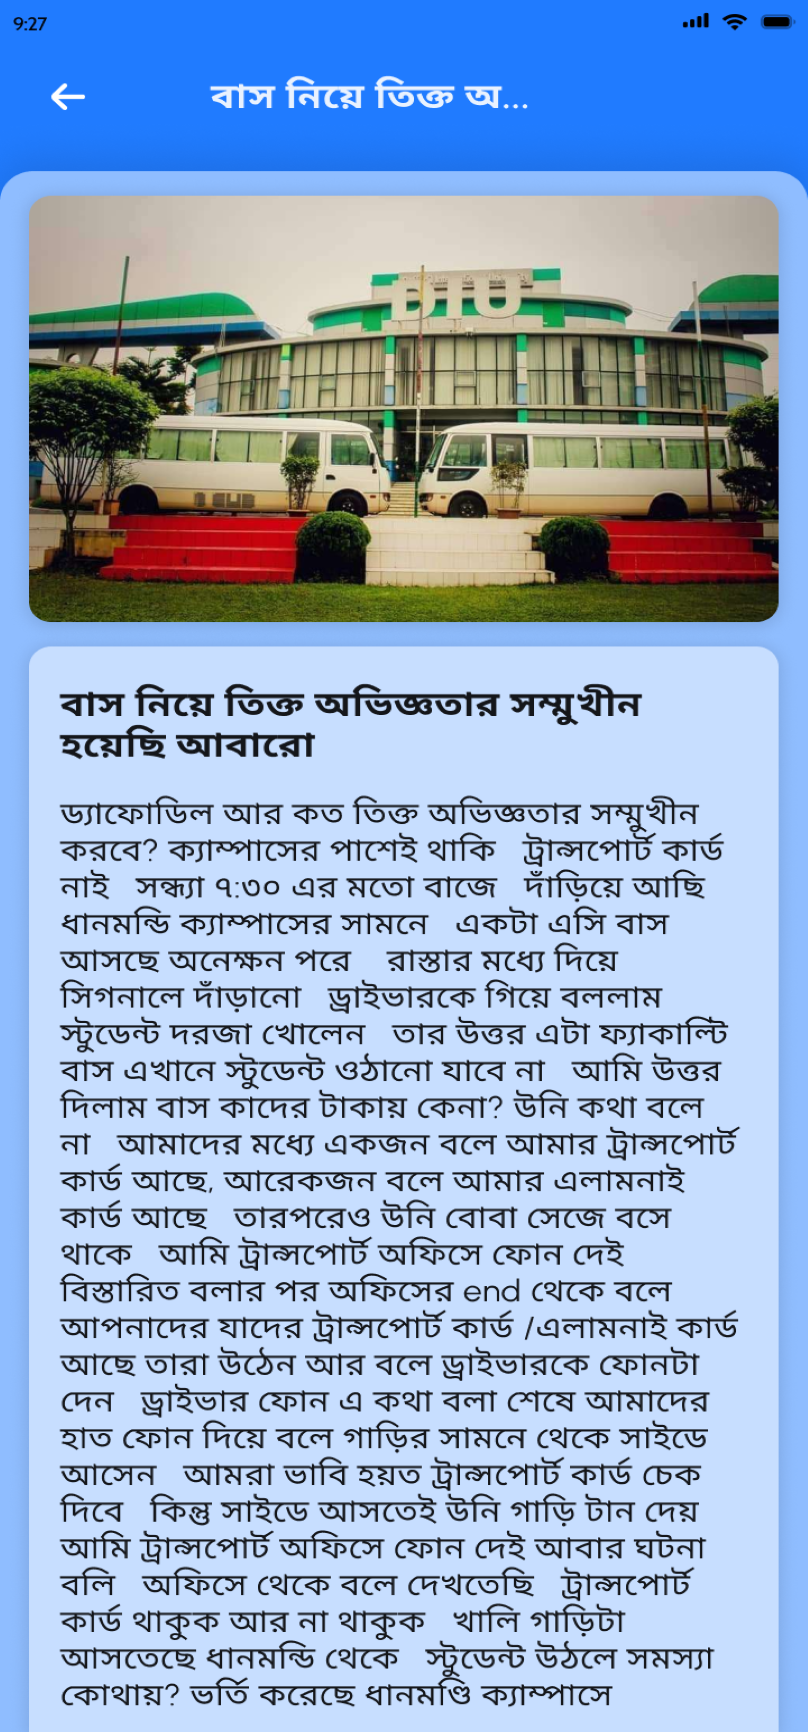 9:27
বাস নিয়ে তিক্ত অ...
DIU
বাস নিয়ে তিক্ত অভিজ্ঞতার সম্মুখীন
হয়েছি আবারো
ড্যাফোডিল আর কত তিক্ত অভিজ্ঞতার সম্মুখীন
করবে? ক্যাম্পাসের পাশেই থাকি ট্রান্সপোর্ট কার্ড
নাই সন্ধ্যা ৭:৩০ এর মতো বাজে দাঁড়িয়ে আছি
ধানমন্ডি ক্যাম্পাসের সামনে একটা এসি বাস
আসছে অনেক্ষন পরে রাস্তার মধ্যে দিয়ে
সিগনালে দাঁড়ানো ড্রাইভারকে গিয়ে বললাম
স্টুডেন্ট দরজা খোলেন তার উত্তর এটা ফ্যাকাল্টি
বাস এখানে স্টুডেন্ট ওঠানো যাবে না আমি উত্তর
দিলাম বাস কাদের টাকায় কেনা? উনি কথা বলে
না আমাদের মধ্যে একজন বলে আমার ট্রান্সপোর্ট
কার্ড আছে, আরেকজন বলে আমার এলামনাই
কার্ড আছে তারপরেও উনি বোবা সেজে বসে
থাকে আমি ট্রান্সপোর্ট অফিসে ফোন দেই
বিস্তারিত বলার পর অফিসের end থেকে বলে
আপনাদের যাদের ট্রান্সপোর্ট কার্ড /এলামনাই কার্ড
আছে তারা উঠেন আর বলে ড্রাইভারকে ফোনটা
দেন ড্রাইভার ফোন এ কথা বলা শেষে আমাদের
হাত ফোন দিয়ে বলে গাড়ির সামনে থেকে সাইডে
আসেন আমরা ভাবি হয়ত ট্রান্সপোর্ট কার্ড চেক
দিবে কিন্তু সাইডে আসতেই উনি গাড়ি টান দেয়
আমি ট্রান্সপোর্ট অফিসে ফোন দেই আবার ঘটনা
বলি অফিসে থেকে বলে দেখতেছি ট্রান্সপোর্ট
কার্ড থাকুক আর না থাকুক খালি গাড়িটা
আসতেছে ধানমন্ডি থেকে স্টুডেন্ট উঠলে সমস্যা
কোথায়? ভর্তি করেছে ধানমণ্ডি ক্যাম্পাসে